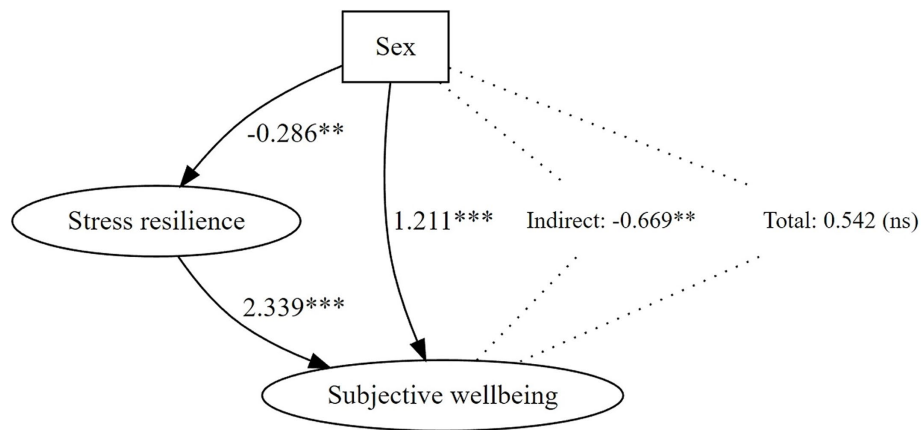 Sex
-0.286**
Stress resilience
1.211***
Indirect: -0.669**
Total: 0.542 (ns)
2.339***
Subjective wellbeing